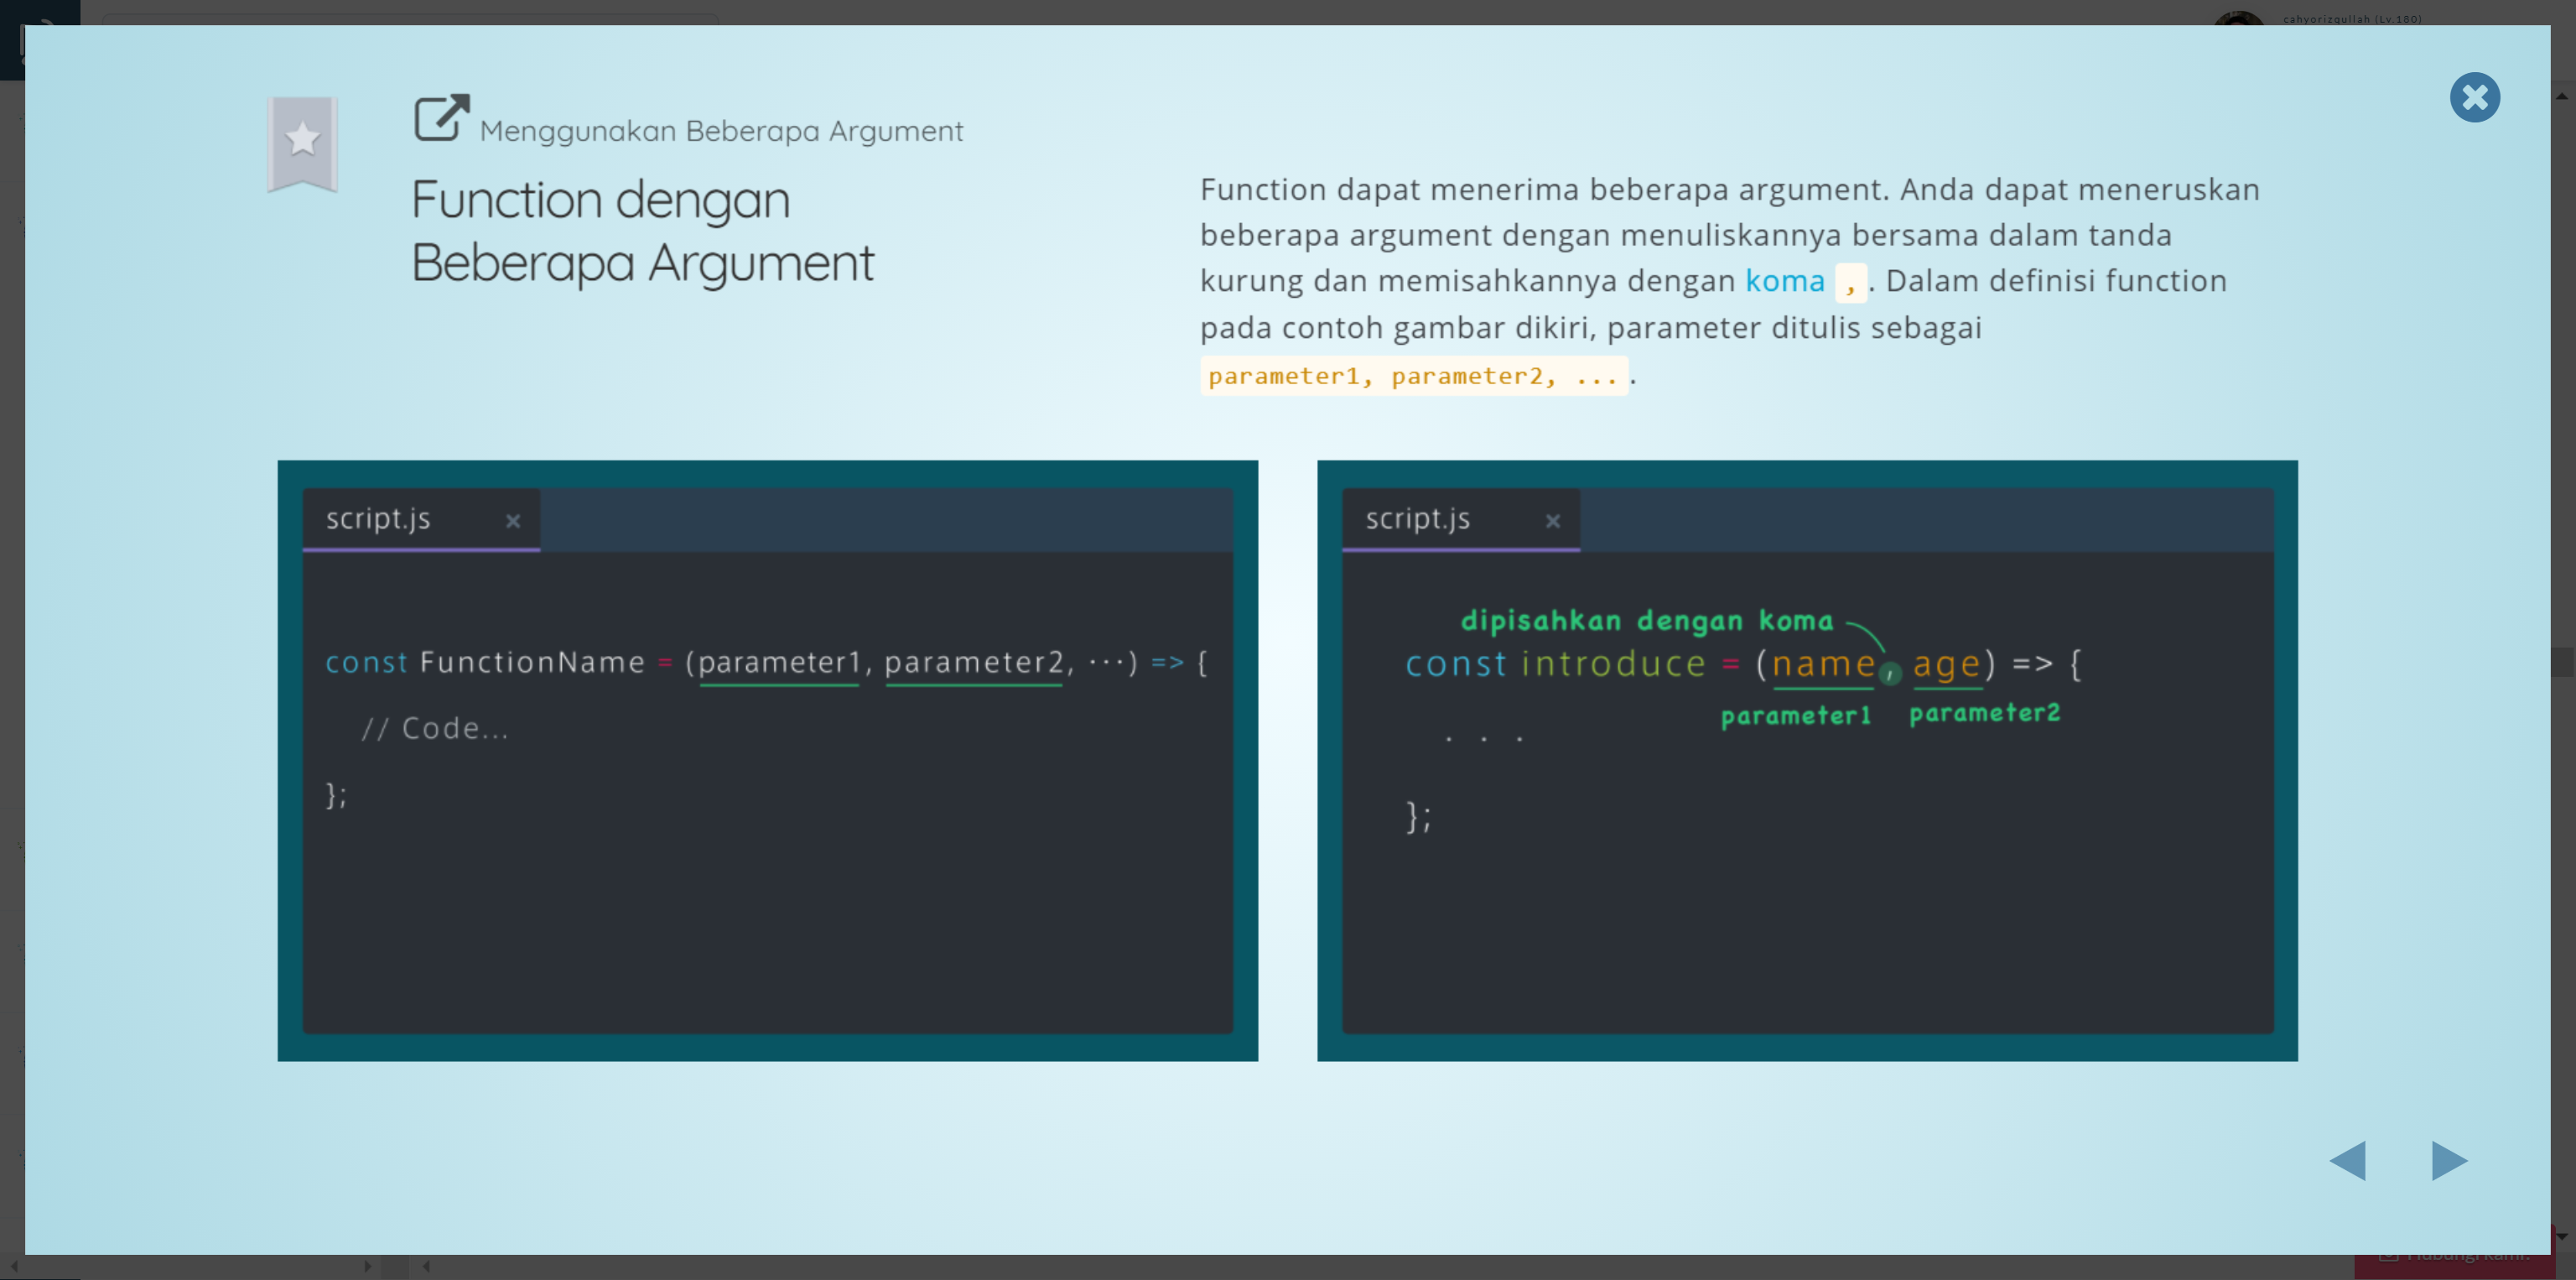 cahyorizqullah (Lv.180)
Menggunakan Beberapa Argument
Function dengan
Beberapa Argument
Function dapat menerima beberapa argument. Anda dapat meneruskan
beberapa argument dengan menuliskannya bersama dalam tanda
kurung dan memisahkannya dengan koma , . Dalam definisi function
pada contoh gambar dikiri, parameter ditulis sebagai
parameter1, parameter2, ... .
script.js
const FunctionName = (parameter1, parameter2, ···) => {
// Code...
};
script.js
dipisahkan dengan koma
const introduce = (name, age) => {
parameter1 parameter2
. . .
};